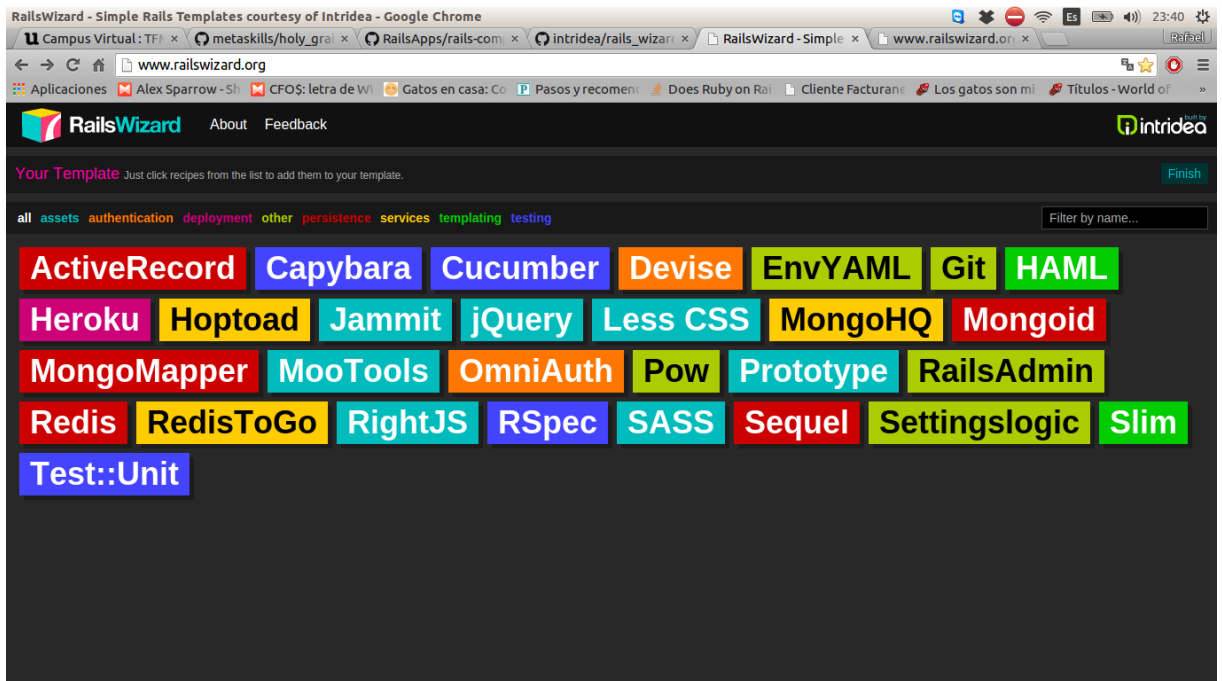 RailsWizard - Simple Rails Templates courtesy of Intridea - Google Chrome Es 23:40
Campus Virtual : TF × metaskills/holy_grai × RailsApps/rails-com × intridea/rails_wizar × RailsWizard - Simple × www.railswizard.or × Rafael
www.railswizard.org
Aplicaciones Alex Sparrow - Sh CFO$: letra de W Gatos en casa: Co Pasos y recomen Does Ruby on Rai Cliente Facturan Los gatos son mi Títulos - World of »
RailsWizard About Feedback built by intridea
Your Template Just click recipes from the list to add them to your template. Finish
all assets authentication deployment other persistence services templating testing Filter by name...
ActiveRecord Capybara Cucumber Devise EnvYAML Git HAML
Heroku Hoptoad Jammit jQuery Less CSS MongoHQ Mongoid
MongoMapper MooTools OmniAuth Pow Prototype RailsAdmin
Redis RedisToGo RightJS RSpec SASS Sequel Settingslogic Slim
Test::Unit